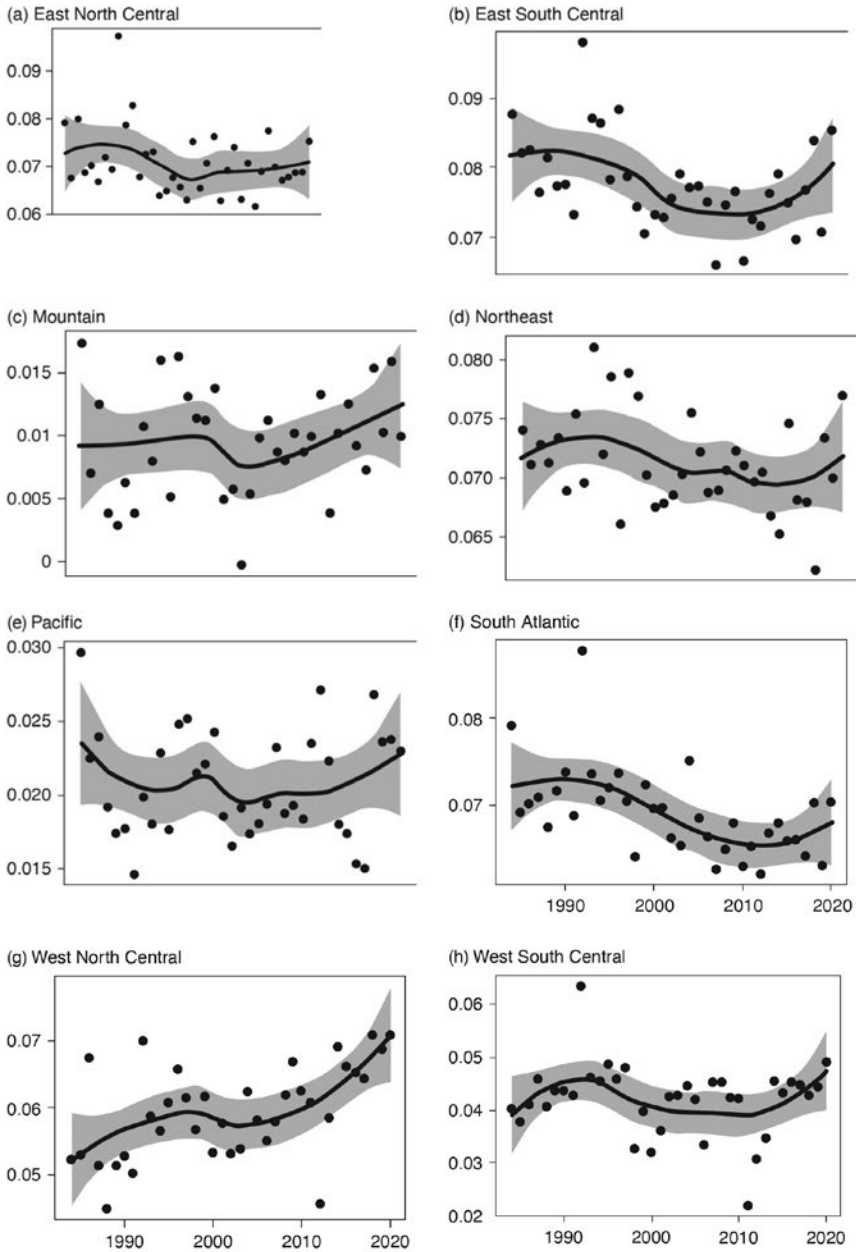 (a) East North Central
0.09
0.08
0.07
0.06
(b) East South Central
0.09
0.08
0.07
(c) Mountain
0.015
0.010
0.005
0
(d) Northeast
0.080
0.075
0.070
0.065
(e) Pacific
0.030
0.025
0.020
0.015
(f) South Atlantic
0.08
0.07
1990 2000 2010 2020
(g) West North Central
0.07
0.06
0.05
1990 2000 2010 2020
(h) West South Central
0.06
0.05
0.04
0.03
0.02
1990 2000 2010 2020